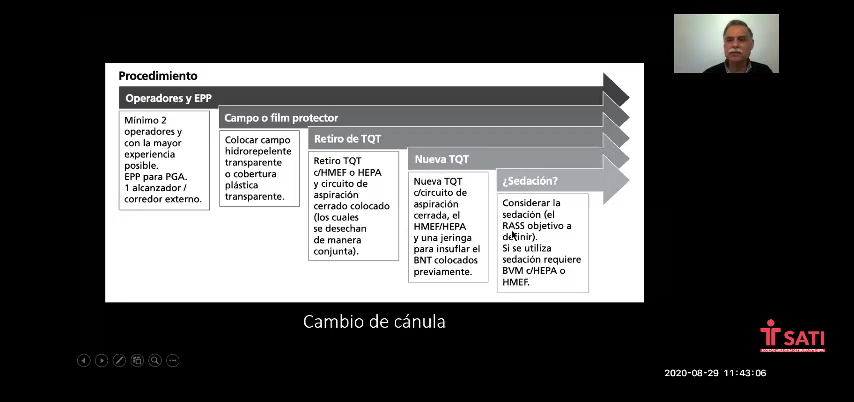 Procedimiento
Operadores y EPP
Mínimo 2
operadores y
con la mayor
experiencia
posible.
EPP para PGA.
1 alcanzador /
corredor externo.
Campo o film protector
Colocar campo
hidrorepelente
transparente
o cobertura
plástica
transparente.
Retiro de TQT
Retiro TQT
c/HMEF o HEPA
y circuito de
aspiración
cerrado colocado
(los cuales
se desechan
de manera
conjunta).
Nueva TQT
Nueva TQT
c/circuito de
aspiración
cerrada, el
HMEF/HEPA
y una jeringa
para insuflar el
BNT colocados
previamente.
¿Sedación?
Considerar la
sedación (el
RASS objetivo a
definir).
Si se utiliza
sedación requiere
BVM c/HEPA o
HMEF.
Cambio de cánula
SATI
2020-08-29 11:43:06